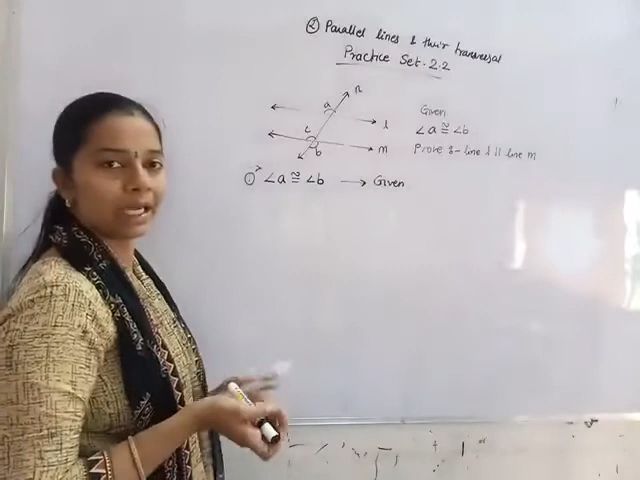 ② Parallel lines & their transversal
Practice Set. 2.2
n
a
l
c
m
b
Given
∠a ≅ ∠b
Prove :- line l || line m
① > ∠a ≅ ∠b → Given